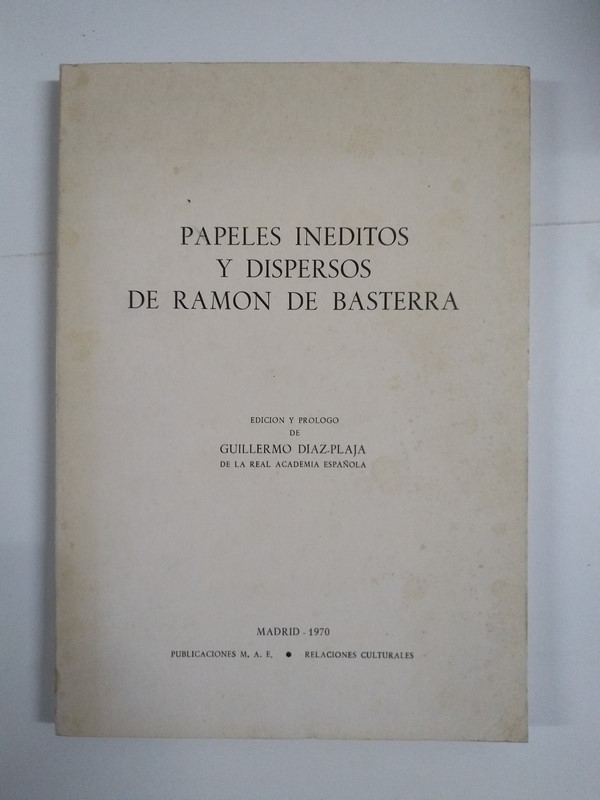 PAPELES INEDITOS
Y DISPERSOS
DE RAMON DE BASTERRA
EDICION Y PROLOGO
DE
GUILLERMO DIAZ-PLAJA
DE LA REAL ACADEMIA ESPAÑOLA
MADRID - 1970
PUBLICACIONES M. A. E. ● RELACIONES CULTURALES